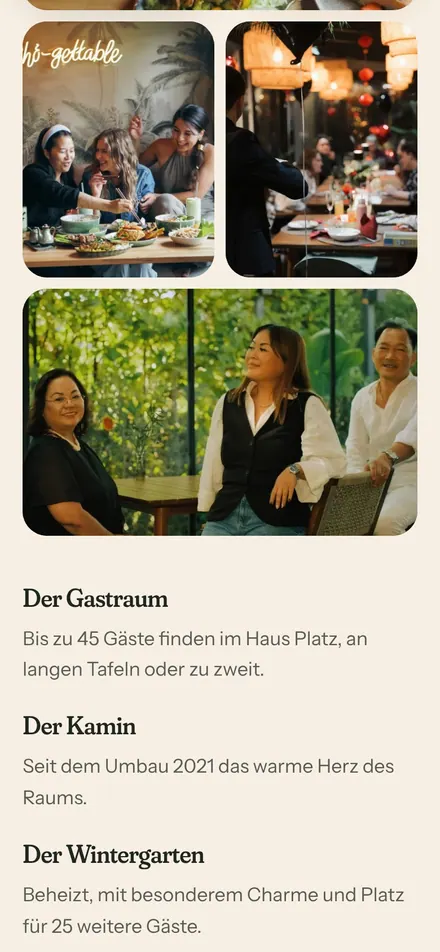 -gettable
Der Gastraum
Bis zu 45 Gäste finden im Haus Platz, an
langen Tafeln oder zu zweit.
Der Kamin
Seit dem Umbau 2021 das warme Herz des
Raums.
Der Wintergarten
Beheizt, mit besonderem Charme und Platz
für 25 weitere Gäste.